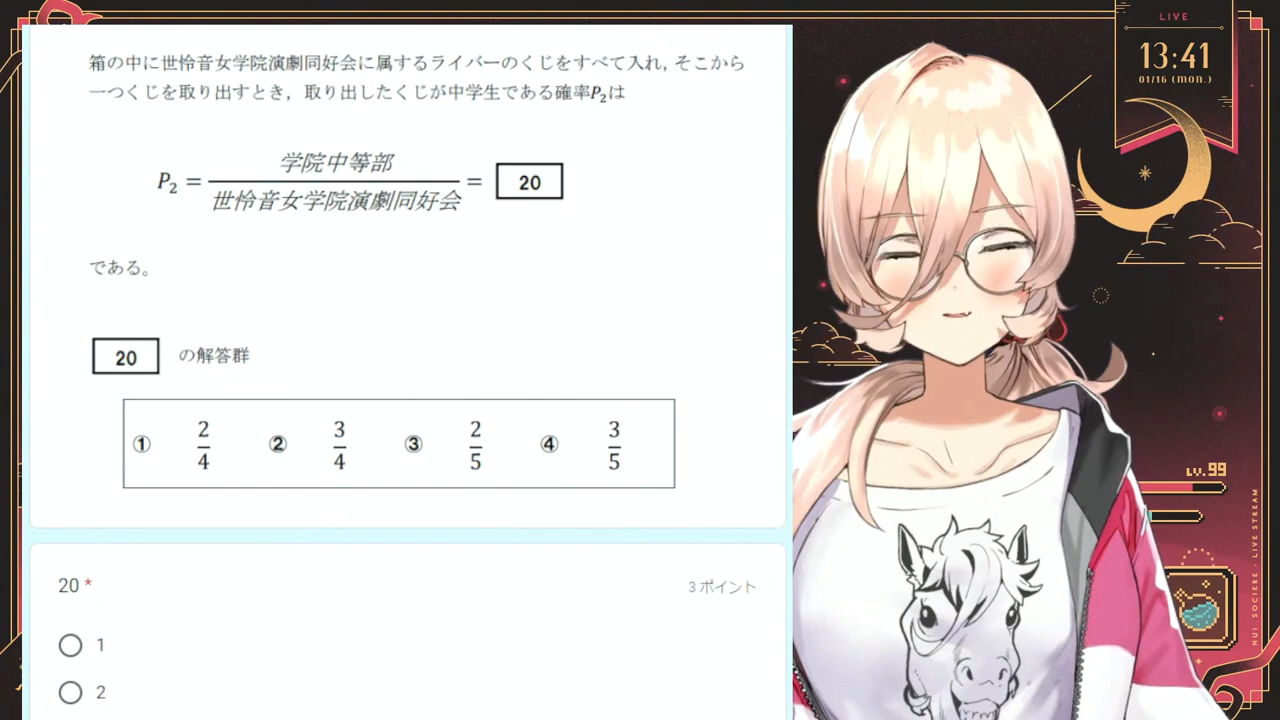 箱の中に世怜音女学院演劇同好会に属するライバーのくじをすべて入れ, そこから
一つくじを取り出すとき，取り出したくじが中学生である確率P₂は
P₂ = 学院中等部 / 世怜音女学院演劇同好会 = 20
である。
20 の解答群
① 2/4 ② 3/4 ③ 2/5 ④ 3/5
20 *
3 ポイント
1
2
LIVE
13:41
01/16 (MON.)
LV.99
NUI SOCIERE - LIVE STREAM